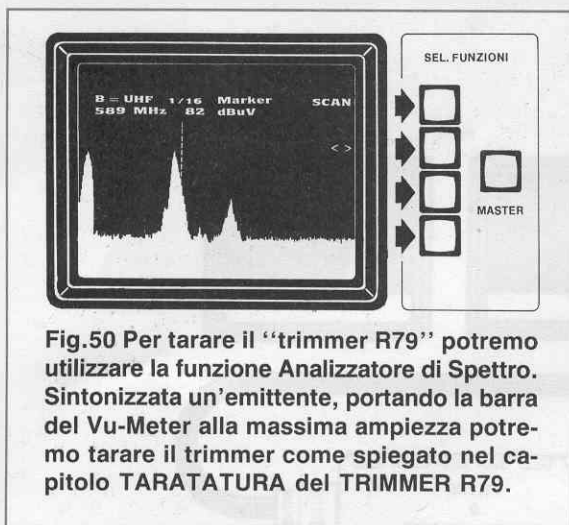 SEL. FUNZIONI
B = UHF 1/16 Marker SCAN
589 MHz 82 dBuV
< >
MASTER
Fig.50 Per tarare il "trimmer R79" potremo
utilizzare la funzione Analizzatore di Spettro.
Sintonizzata un'emittente, portando la barra
del Vu-Meter alla massima ampiezza potre-
mo tarare il trimmer come spiegato nel ca-
pitolo TARATATURA del TRIMMER R79.